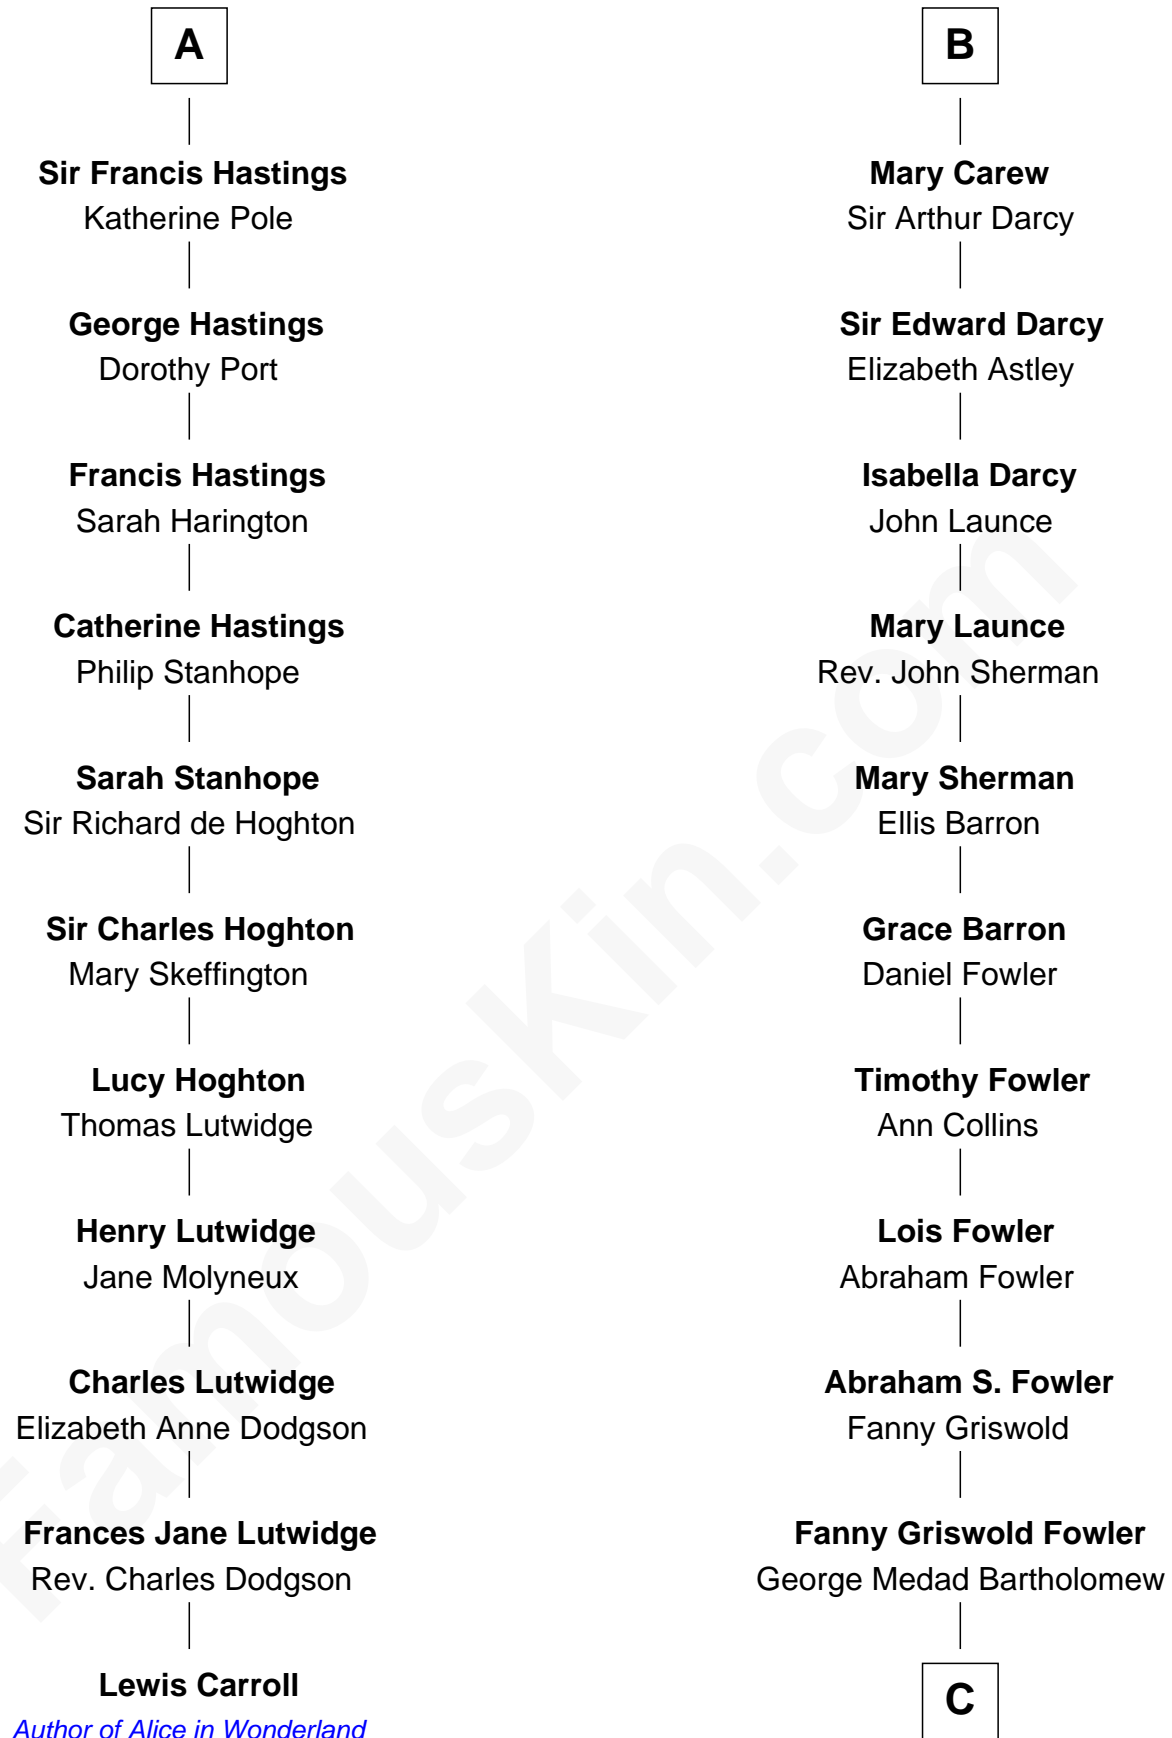 A
Sir Francis Hastings
Katherine Pole
George Hastings
Dorothy Port
Francis Hastings
Sarah Harington
Catherine Hastings
Philip Stanhope
Sarah Stanhope
Sir Richard de Hoghton
Sir Charles Hoghton
Mary Skeffington
Lucy Hoghton
Thomas Lutwidge
Henry Lutwidge
Jane Molyneux
Charles Lutwidge
Elizabeth Anne Dodgson
Frances Jane Lutwidge
Rev. Charles Dodgson
Lewis Carroll
Author of Alice in Wonderland
B
Mary Carew
Sir Arthur Darcy
Sir Edward Darcy
Elizabeth Astley
Isabella Darcy
John Launce
Mary Launce
Rev. John Sherman
Mary Sherman
Ellis Barron
Grace Barron
Daniel Fowler
Timothy Fowler
Ann Collins
Lois Fowler
Abraham Fowler
Abraham S. Fowler
Fanny Griswold
Fanny Griswold Fowler
George Medad Bartholomew
C
FamousKin.com